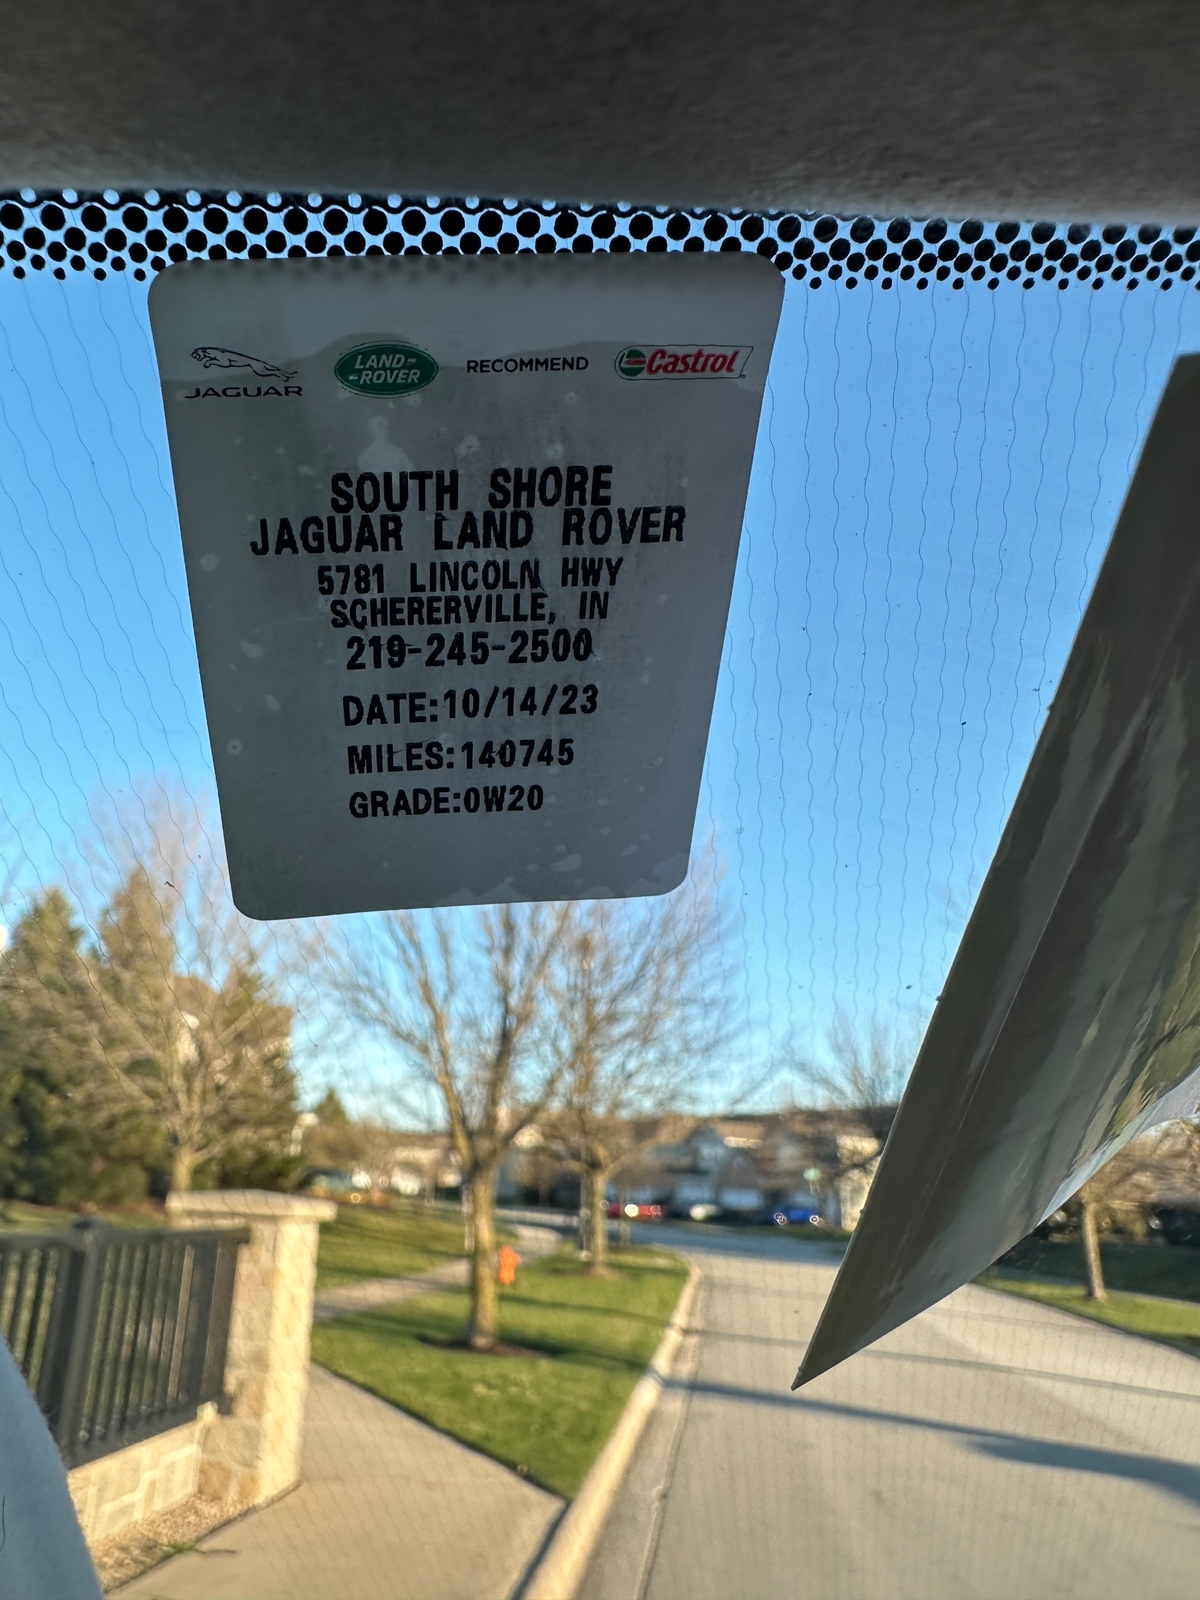 JAGUAR LAND-ROVER RECOMMEND Castrol
SOUTH SHORE
JAGUAR LAND ROVER
5781 LINCOLN HWY
SCHERERVILLE, IN
219-245-2500
DATE:10/14/23
MILES:140745
GRADE:0W20